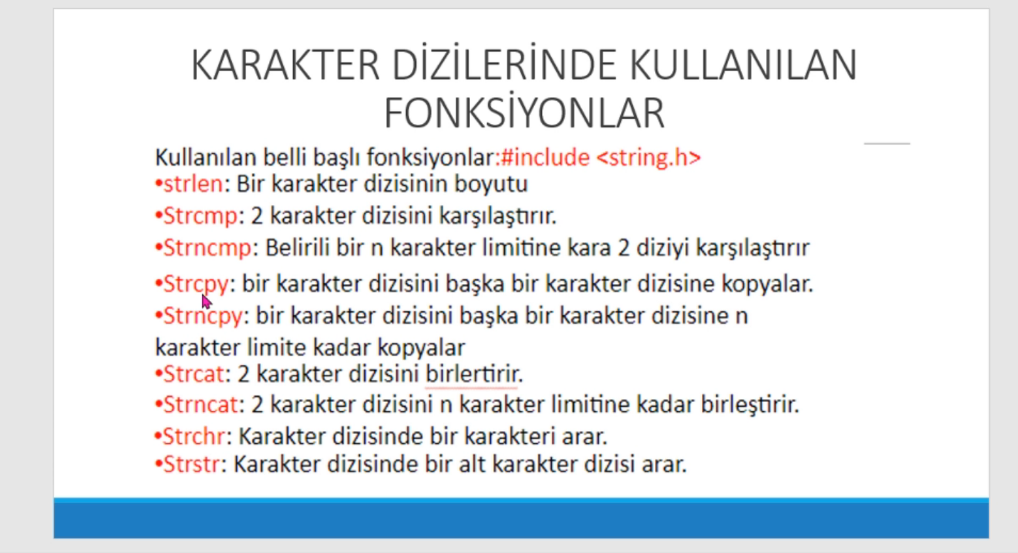 KARAKTER DİZİLERİNDE KULLANILAN
FONKSİYONLAR
Kullanılan belli başlı fonksiyonlar:#include <string.h>
•strlen: Bir karakter dizisinin boyutu
•Strcmp: 2 karakter dizisini karşılaştırır.
•Strncmp: Belirili bir n karakter limitine kara 2 diziyi karşılaştırır
•Strcpy: bir karakter dizisini başka bir karakter dizisine kopyalar.
•Strncpy: bir karakter dizisini başka bir karakter dizisine n
karakter limite kadar kopyalar
•Strcat: 2 karakter dizisini birlertirir.
•Strncat: 2 karakter dizisini n karakter limitine kadar birleştirir.
•Strchr: Karakter dizisinde bir karakteri arar.
•Strstr: Karakter dizisinde bir alt karakter dizisi arar.